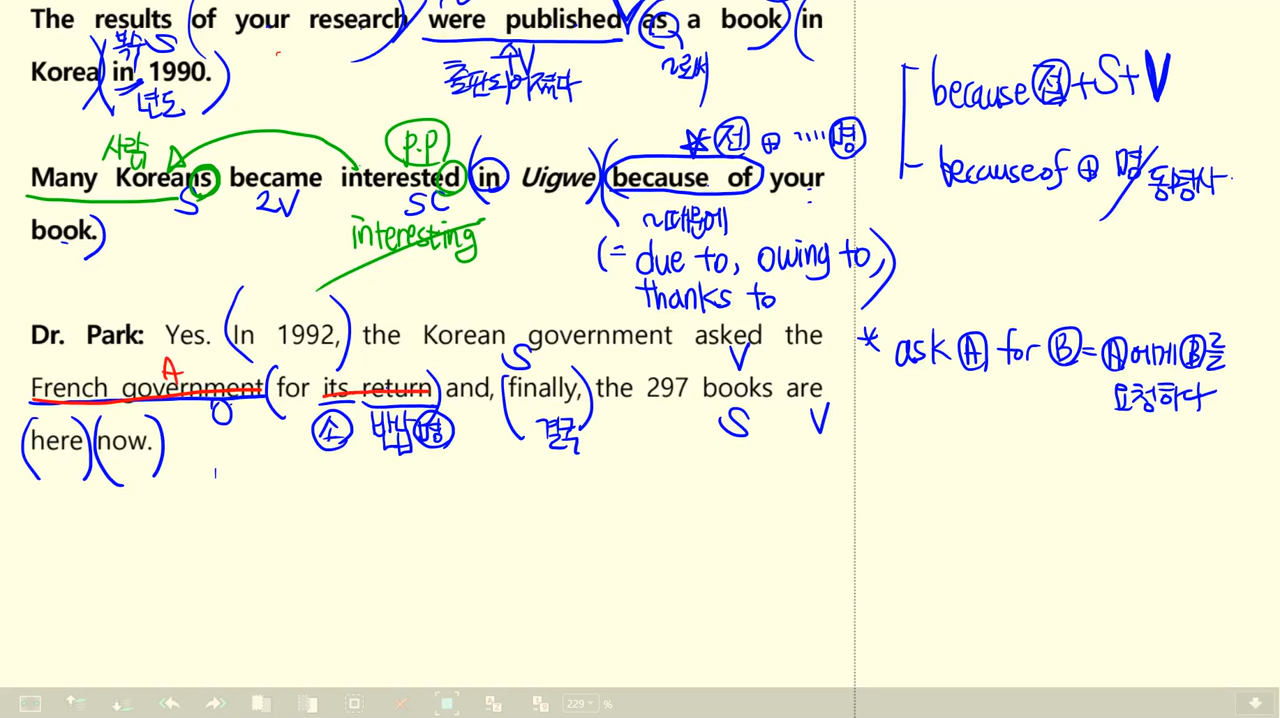 The results of your research were published as a book in
복수 S
출판되어졌다
~로써
Korea in 1990.
년도
사람
p.p
전 + ···· 명
Many Koreans became interested in Uigwe because of your
S 2V SC
interesting
~때문에
book.
(= due to, owing to,
thanks to
because 접 + S + V
because of + 명/동명사
Dr. Park: Yes. In 1992, the Korean government asked the
S V
* ask A for B = A에게 B를
요청하다
A
French government for its return and, finally, the 297 books are
O 소 반납 명 결국 S V
here now.
229 %